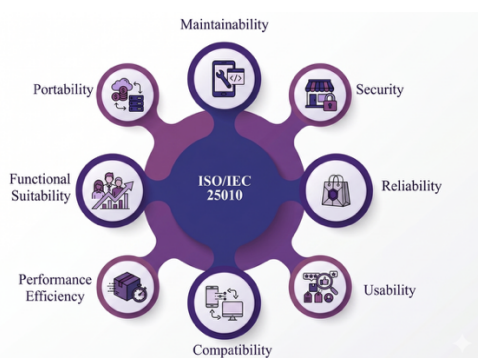 Maintainability
Portability
Security
Functional
Suitability
ISO/IEC
25010
Reliability
Performance
Efficiency
Usability
Compatibility